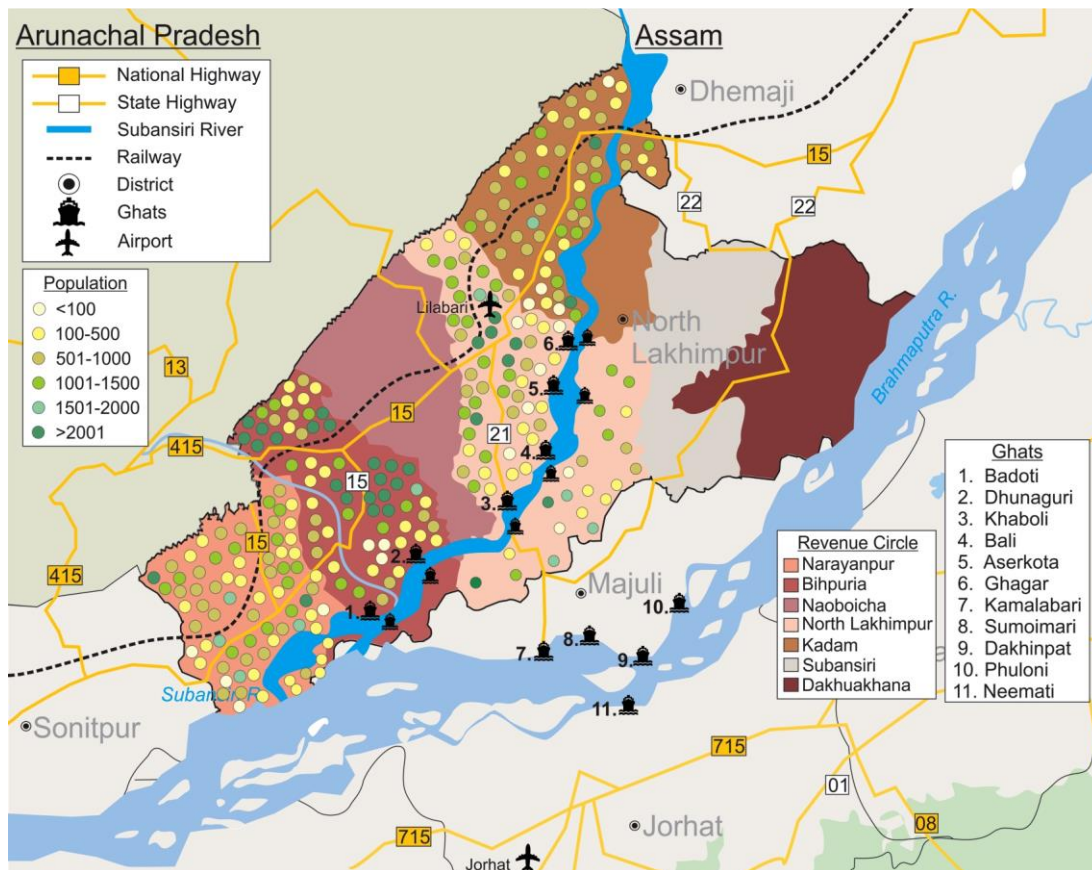 Arunachal Pradesh
Assam
National Highway
State Highway
Subansiri River
Railway
District
Ghats
Airport
Population
<100
100-500
501-1000
1001-1500
1501-2000
>2001
Dhemaji
15
22
22
Lilabari
North
Lakhimpur
Brahmaputra R.
13
415
15
21
15
15
415
6.
5.
4.
3.
2.
1.
Majuli
10.
8.
7.
9.
11.
Sonitpur
715
01
715
08
Jorhat
Jorhat
Revenue Circle
Narayanpur
Bihpuria
Naoboicha
North Lakhimpur
Kadam
Subansiri
Dakhuakhana
Ghats
1. Badoti
2. Dhunaguri
3. Khaboli
4. Bali
5. Aserkota
6. Ghagar
7. Kamalabari
8. Sumoimari
9. Dakhinpat
10. Phuloni
11. Neemati